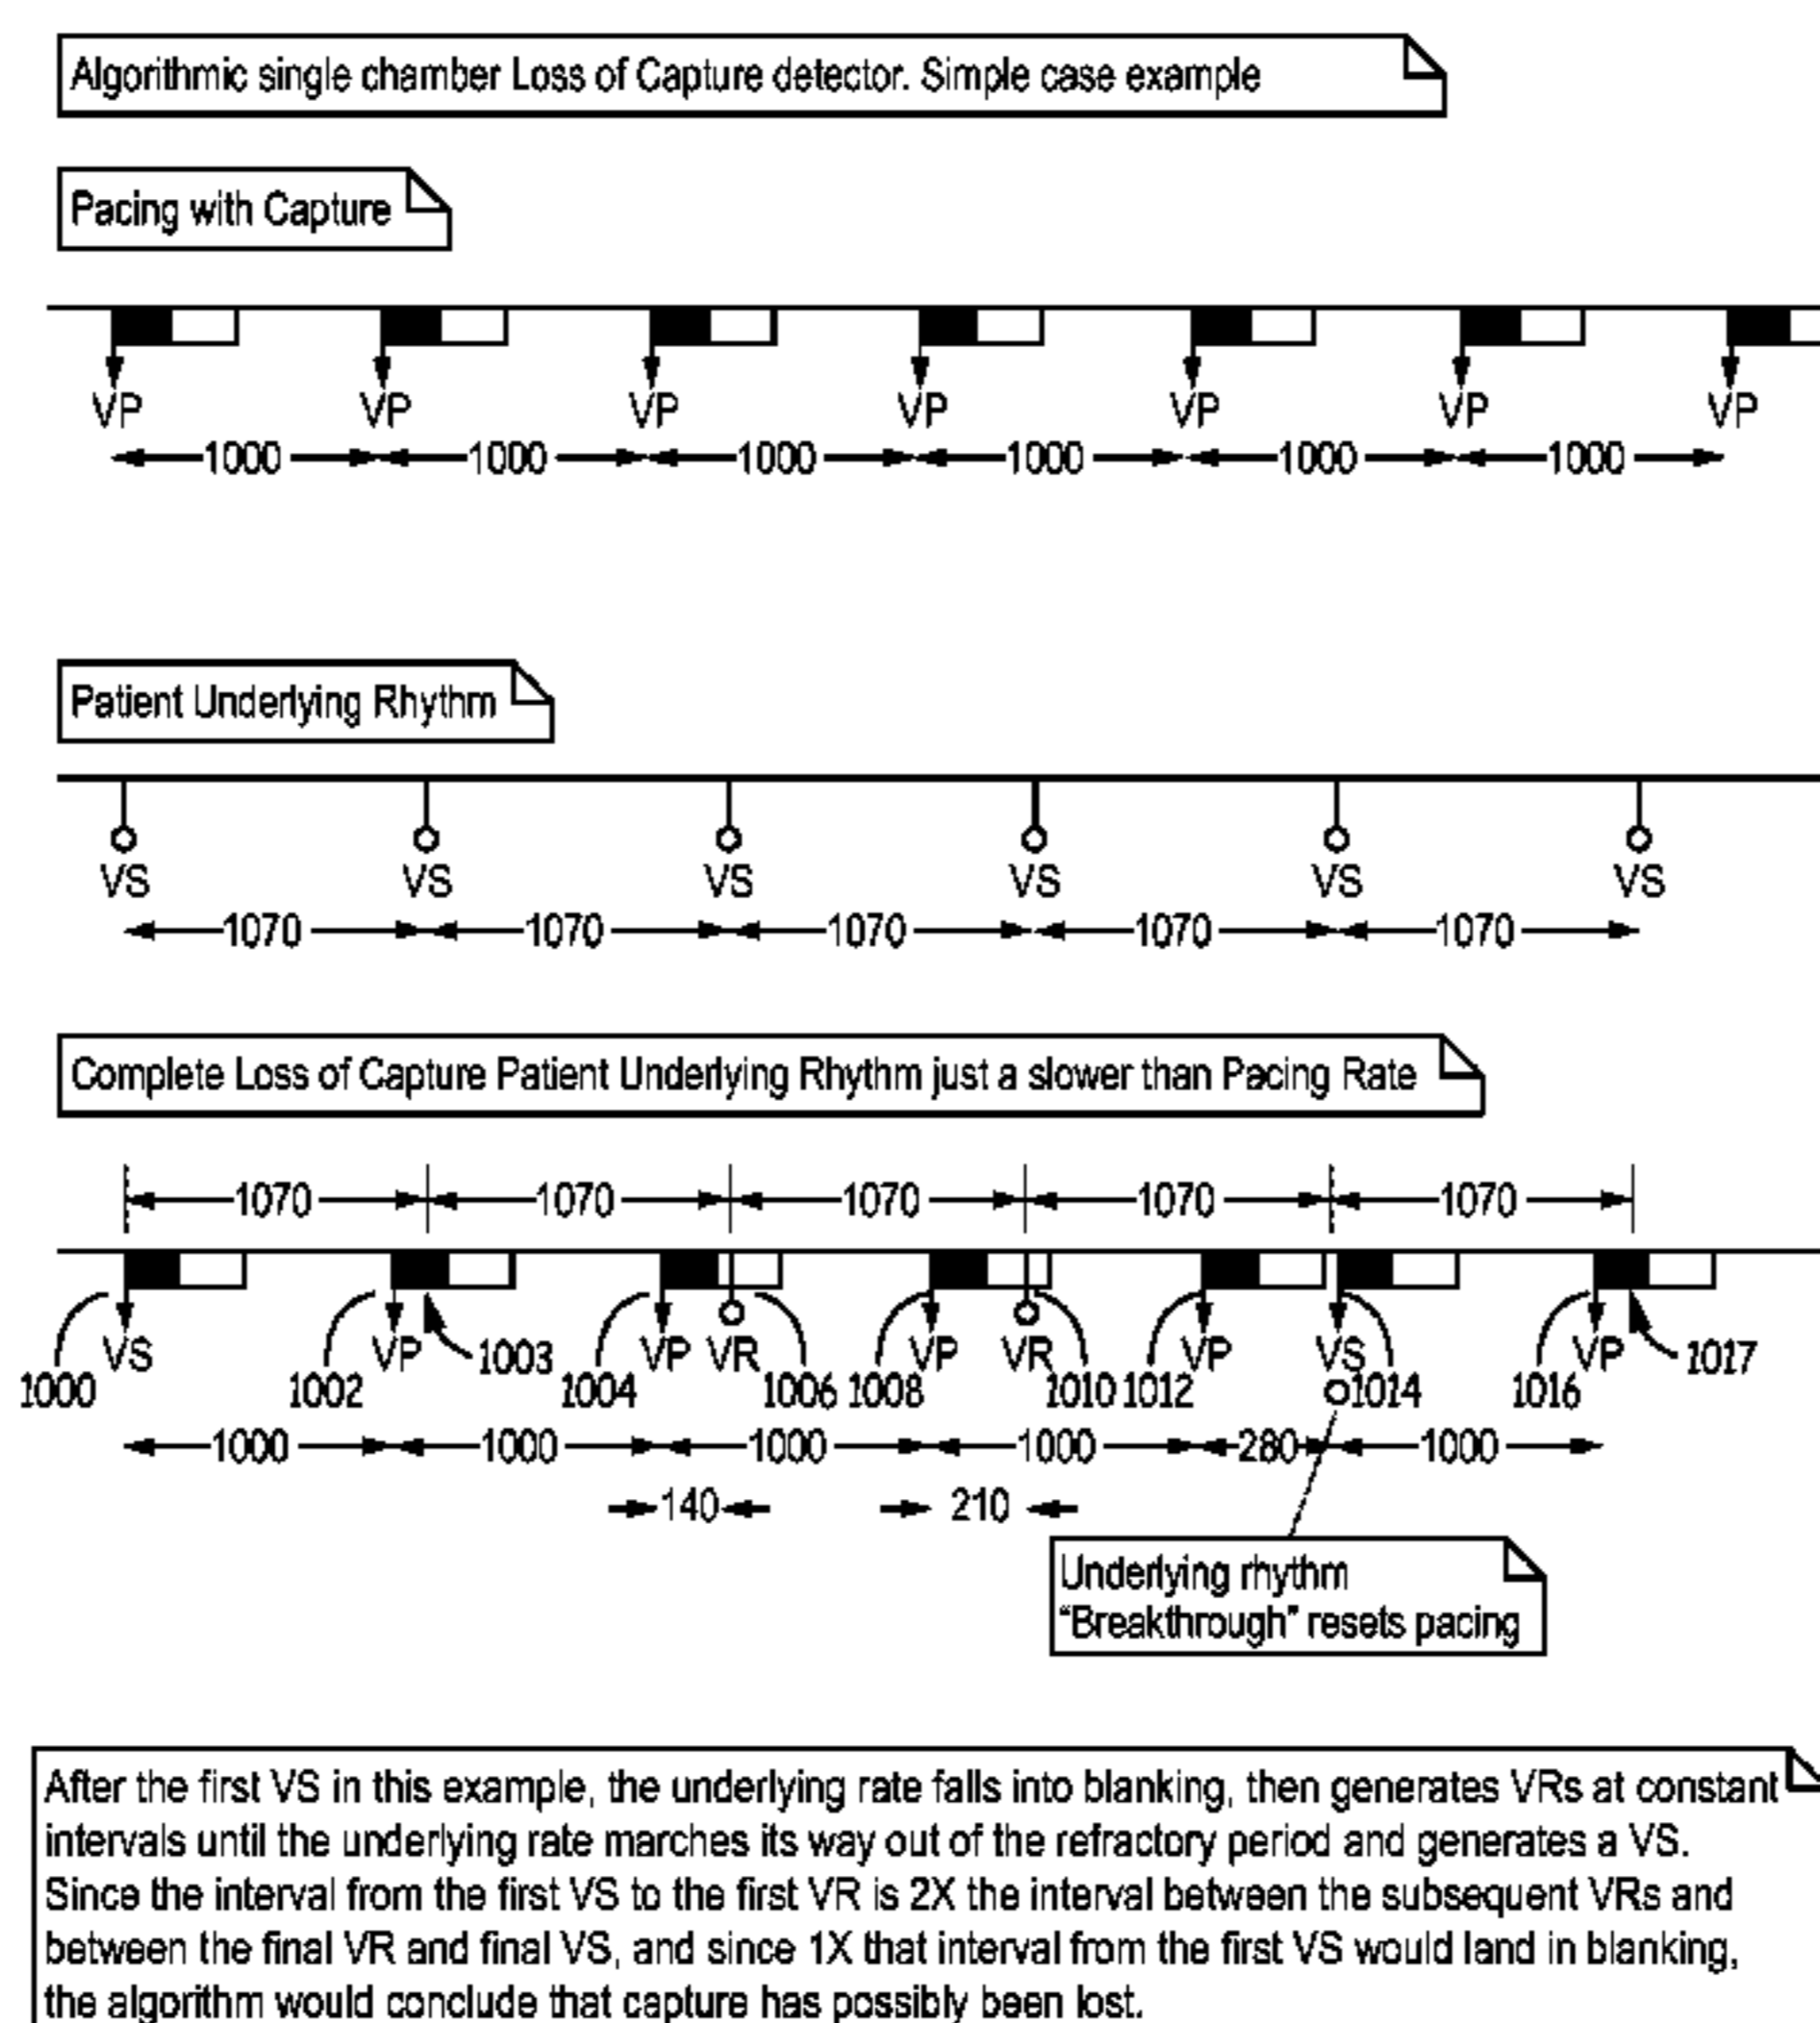 Algorithmic single chamber Loss of Capture detector. Simple case example
Pacing with Capture
VP VP VP VP VP VP VP
1000 1000 1000 1000 1000 1000
Patient Underlying Rhythm
VS VS VS VS VS VS
1070 1070 1070 1070 1070
Complete Loss of Capture Patient Underlying Rhythm just a slower than Pacing Rate
1070 1070 1070 1070 1070
VS VP 1003 VP VR VP VR VP VS VP 1017
1000 1002 1004 1006 1008 1010 1012 1014 1016
1000 1000 1000 1000 280 1000
140 210
Underlying rhythm
“Breakthrough” resets pacing
After the first VS in this example, the underlying rate falls into blanking, then generates VRs at constant
intervals until the underlying rate marches its way out of the refractory period and generates a VS.
Since the interval from the first VS to the first VR is 2X the interval between the subsequent VRs and
between the final VR and final VS, and since 1X that interval from the first VS would land in blanking,
the algorithm would conclude that capture has possibly been lost.